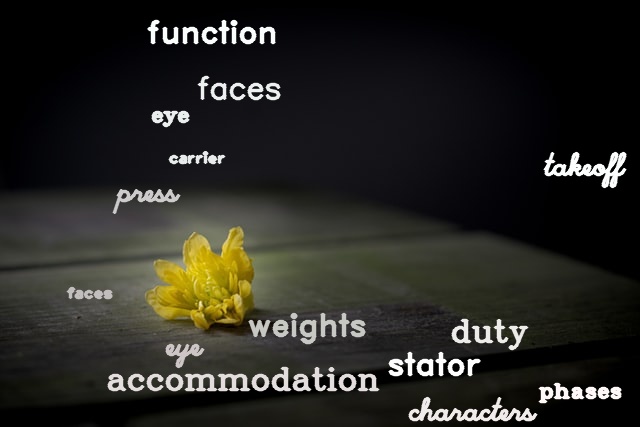 function
faces
eye
carrier
takeoff
press
faces
weights
duty
eye
stator
accommodation
phases
characters